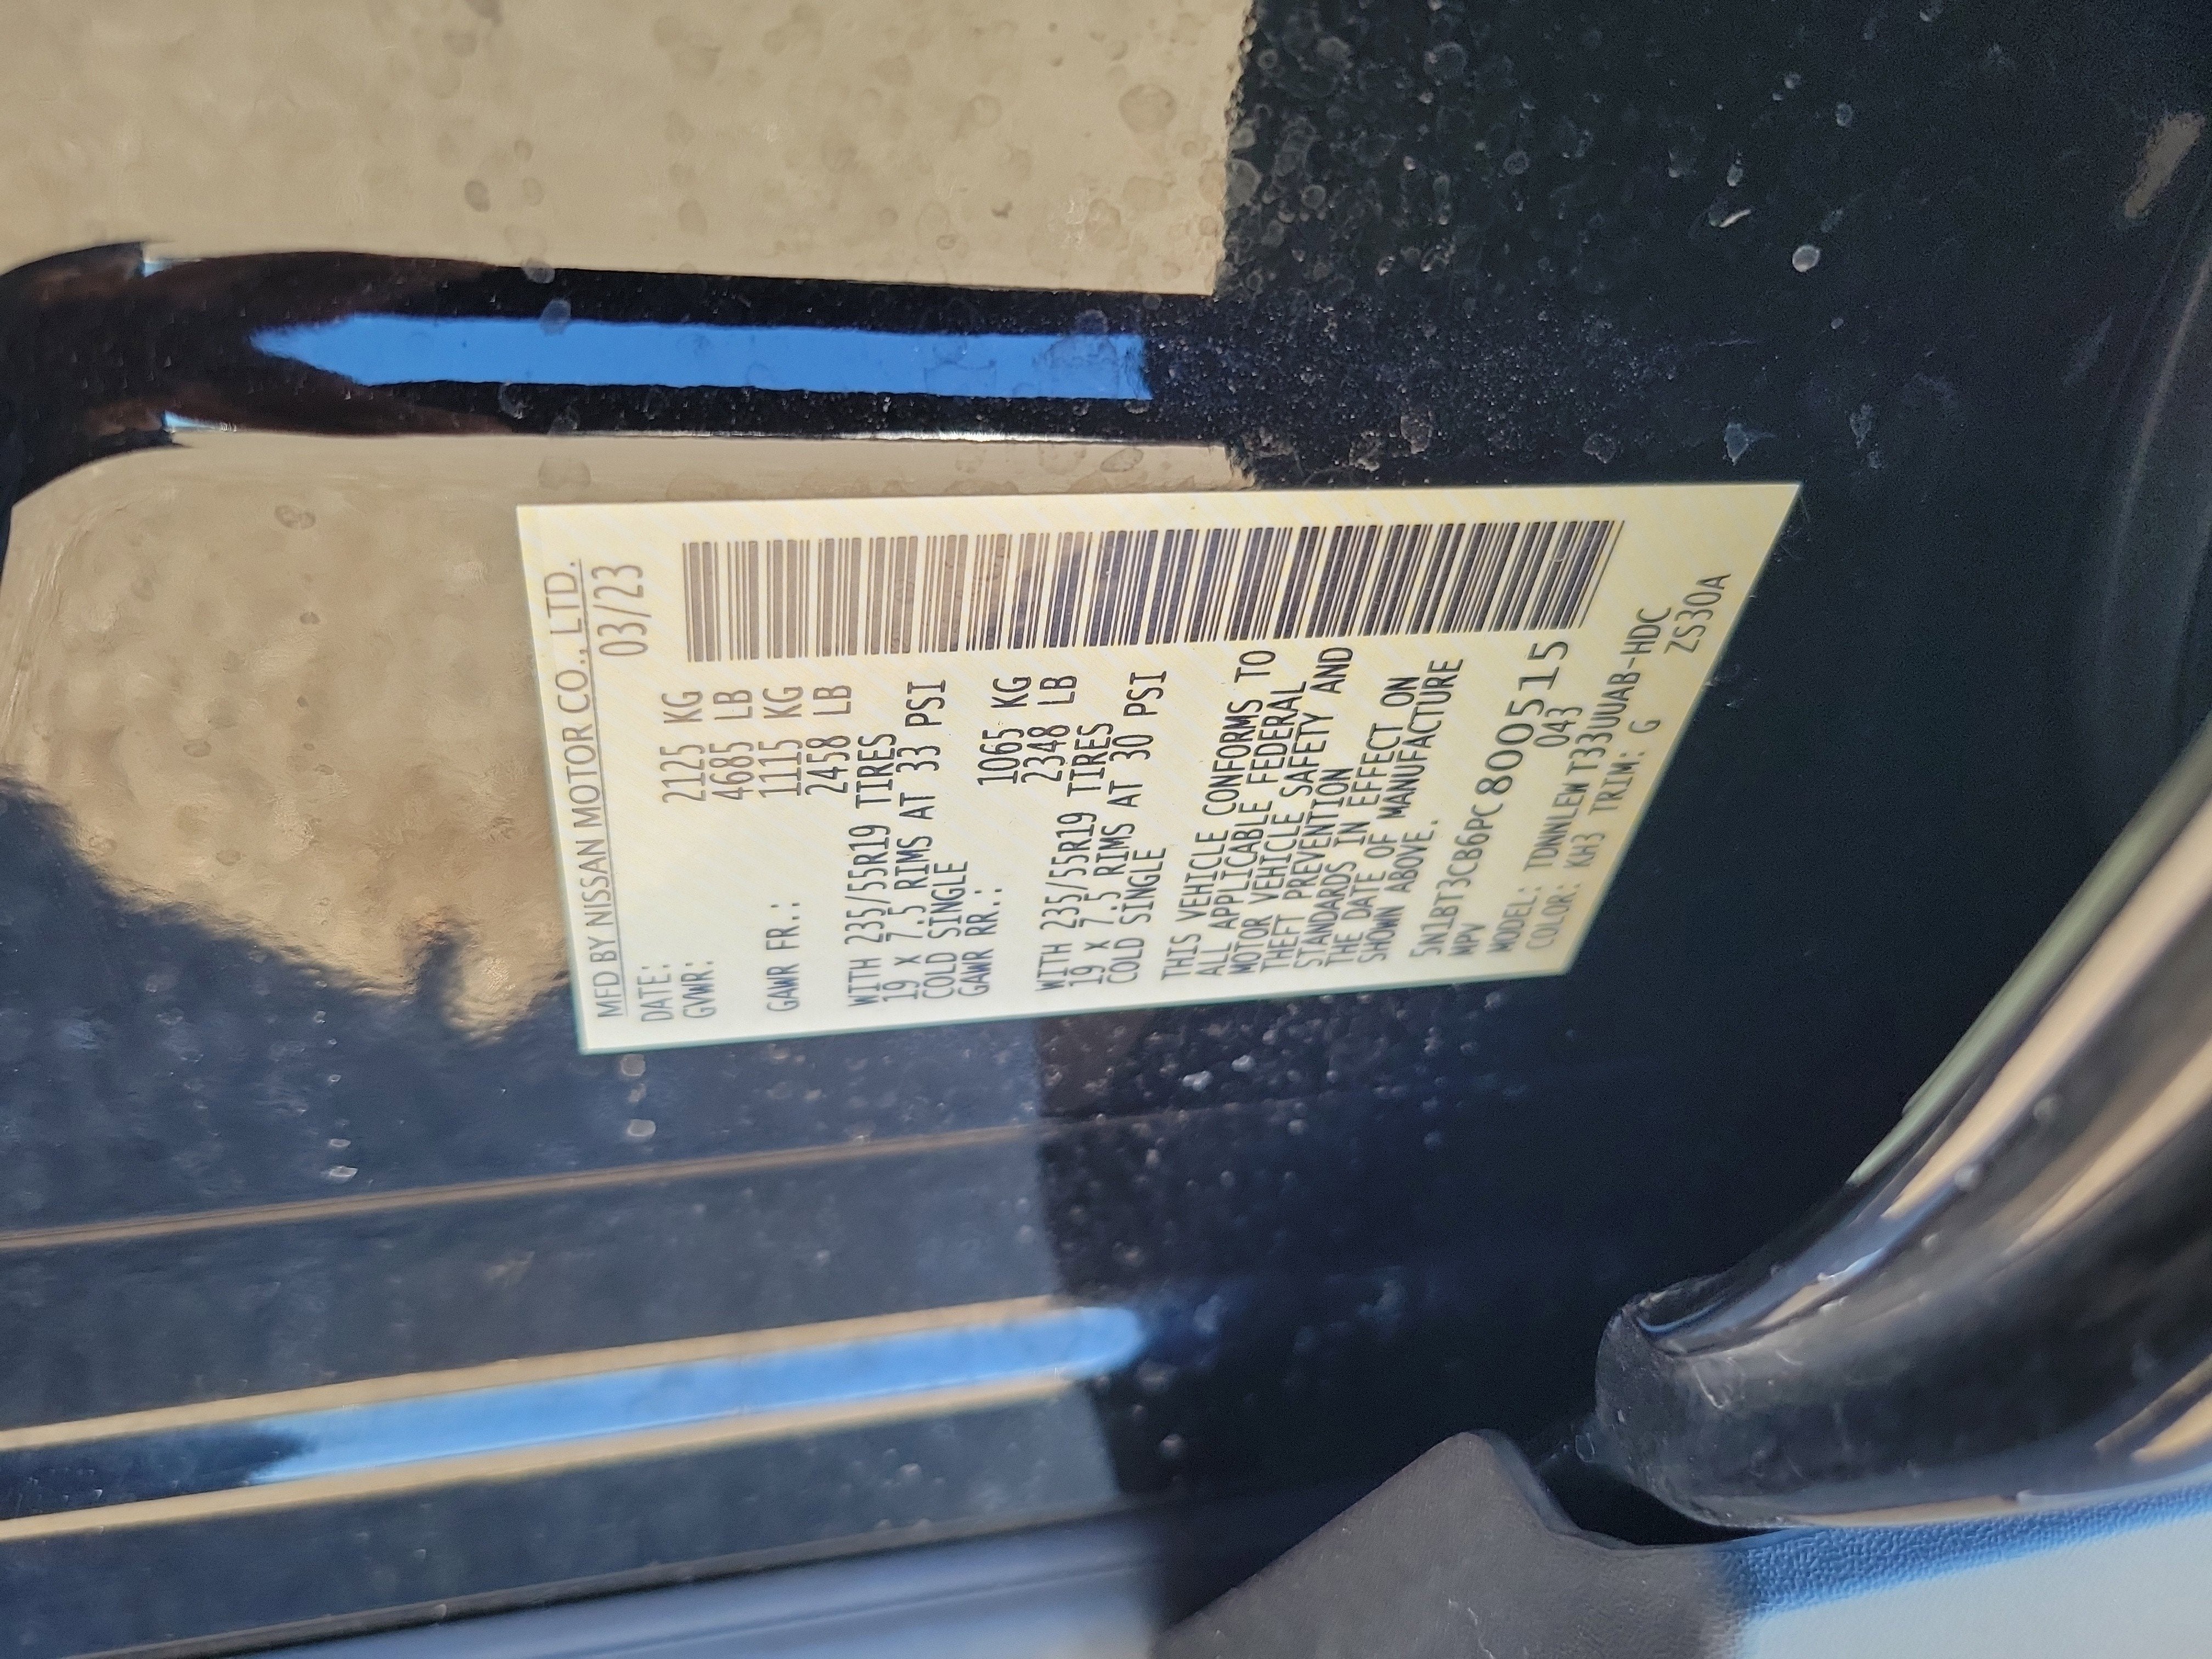 MFD BY NISSAN MOTOR CO., LTD.
DATE: 03/23
GVWR: 2125 KG
4685 LB
GAWR FR.: 1115 KG
2458 LB
WITH 235/55R19 TIRES
19 X 7.5 RIMS AT 33 PSI
COLD SINGLE
GAWR RR.: 1065 KG
2348 LB
WITH 235/55R19 TIRES
19 X 7.5 RIMS AT 30 PSI
COLD SINGLE
THIS VEHICLE CONFORMS TO
ALL APPLICABLE FEDERAL
MOTOR VEHICLE SAFETY AND
THEFT PREVENTION
STANDARDS IN EFFECT ON
THE DATE OF MANUFACTURE
SHOWN ABOVE.
5N1BT3CB6PC800515
MPV 043
MODEL: TDNNLEWT33UUAB-HDC
COLOR: KH3 TRIM: G ZS30A